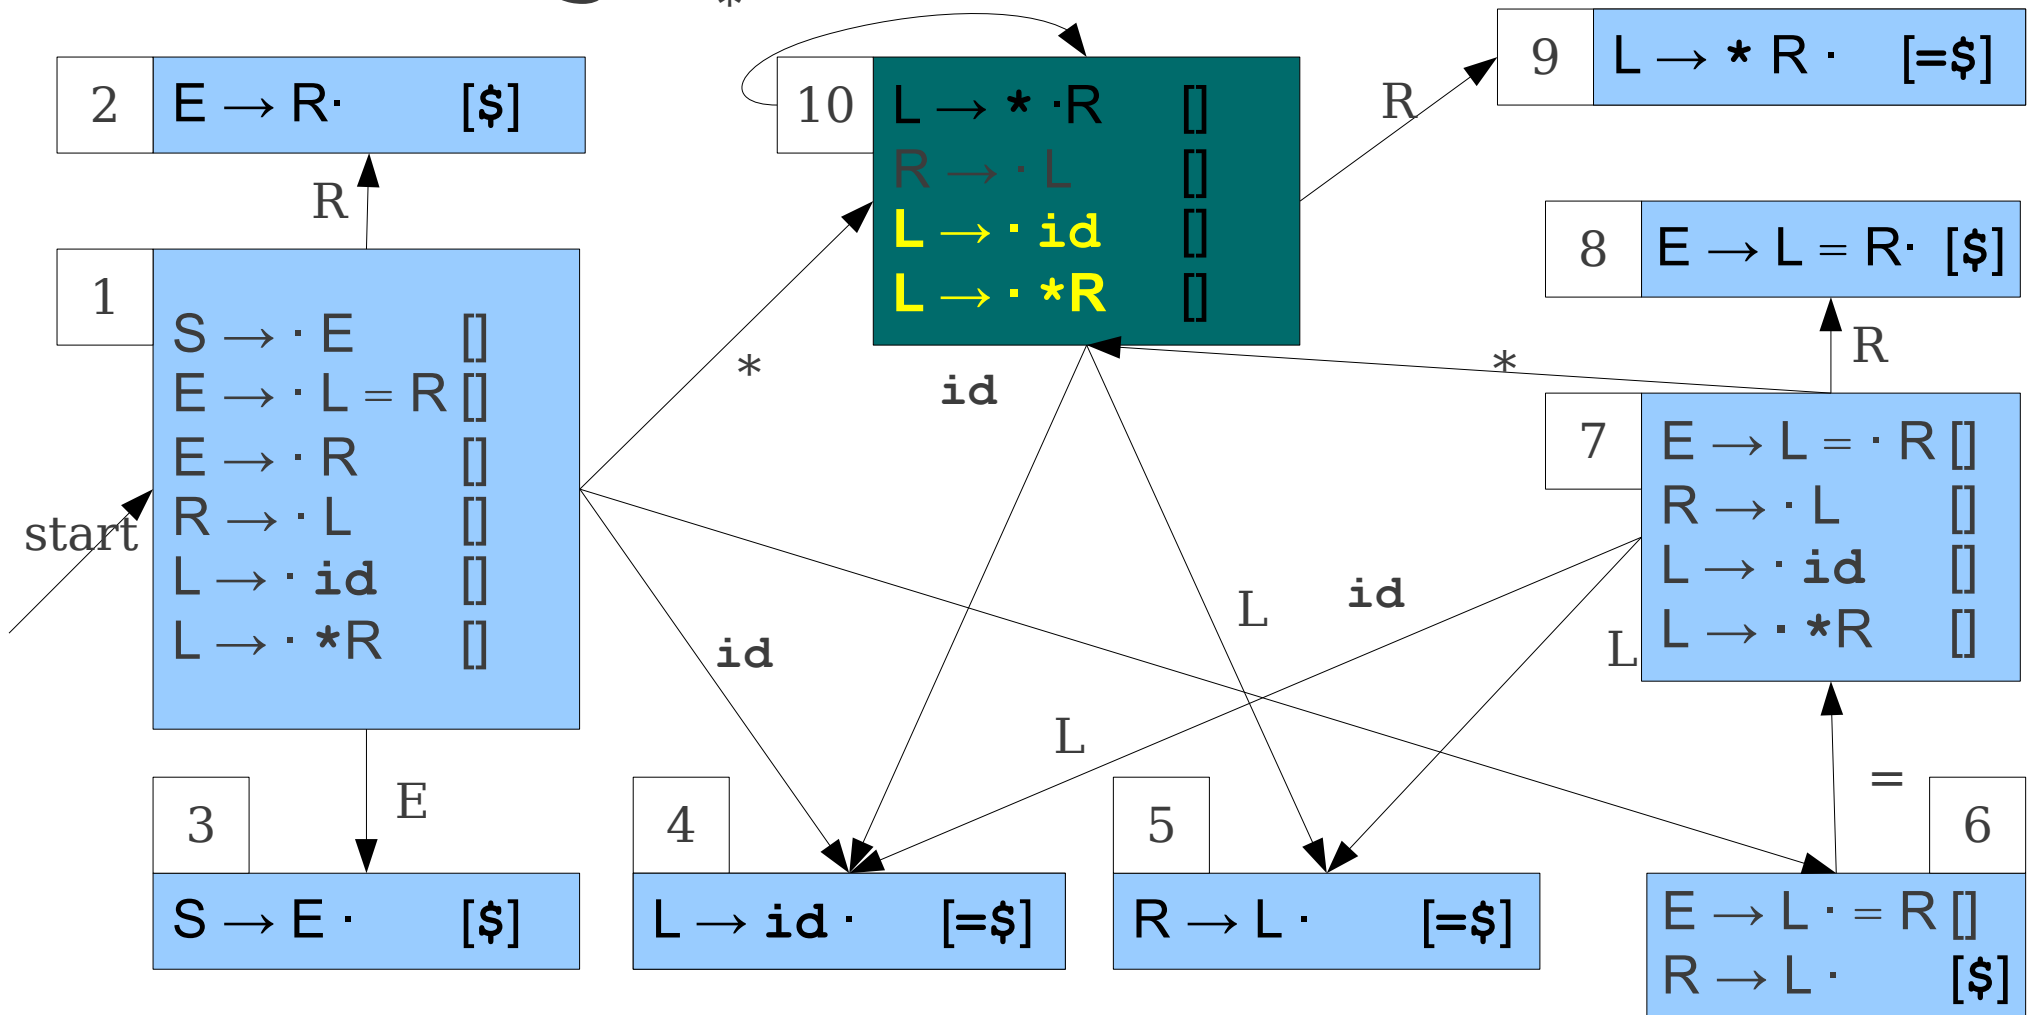 *
2
E → R· [$]
10
L → * ·R []
R → · L []
L → · id []
L → · *R []
9
L → * R · [=$]
R
R
8
E → L = R· [$]
1
S → · E []
E → · L = R []
E → · R []
R → · L []
L → · id []
L → · *R []
start
*
id
*
R
7
E → L = · R []
R → · L []
L → · id []
L → · *R []
id
L
id
L
L
E
=
3
S → E · [$]
4
L → id · [=$]
5
R → L · [=$]
6
E → L · = R []
R → L · [$]